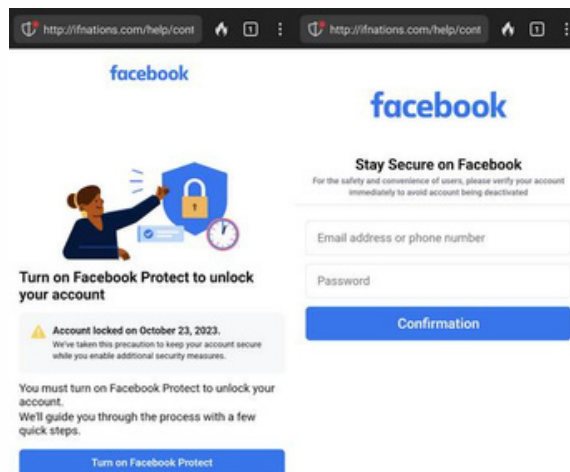 http://ifnations.com/help/cont
1
facebook
Turn on Facebook Protect to unlock
your account
Account locked on October 23, 2023.
We've taken this precaution to keep your account secure
while you enable additional security measures.
You must turn on Facebook Protect to unlock your
account.
We'll guide you through the process with a few
quick steps.
Turn on Facebook Protect
http://ifnations.com/help/cont
1
facebook
Stay Secure on Facebook
For the safety and convenience of users, please verify your account
immediately to avoid account being deactivated
Email address or phone number
Password
Confirmation